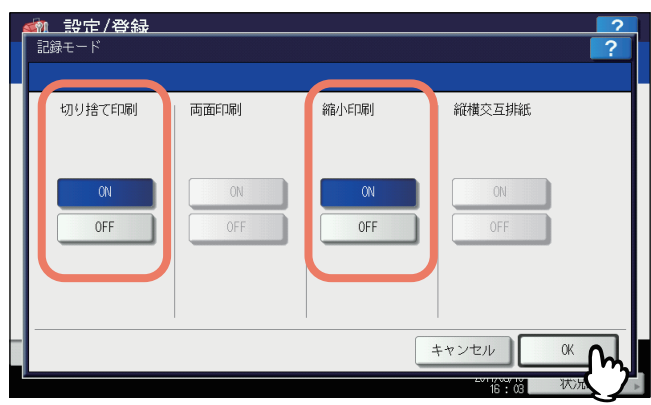 設定/登録
?
記録モード
?
切り捨て印刷
両面印刷
縮小印刷
縦横交互排紙
ON
ON
ON
ON
OFF
OFF
OFF
OFF
キャンセル
OK
16:03
状況